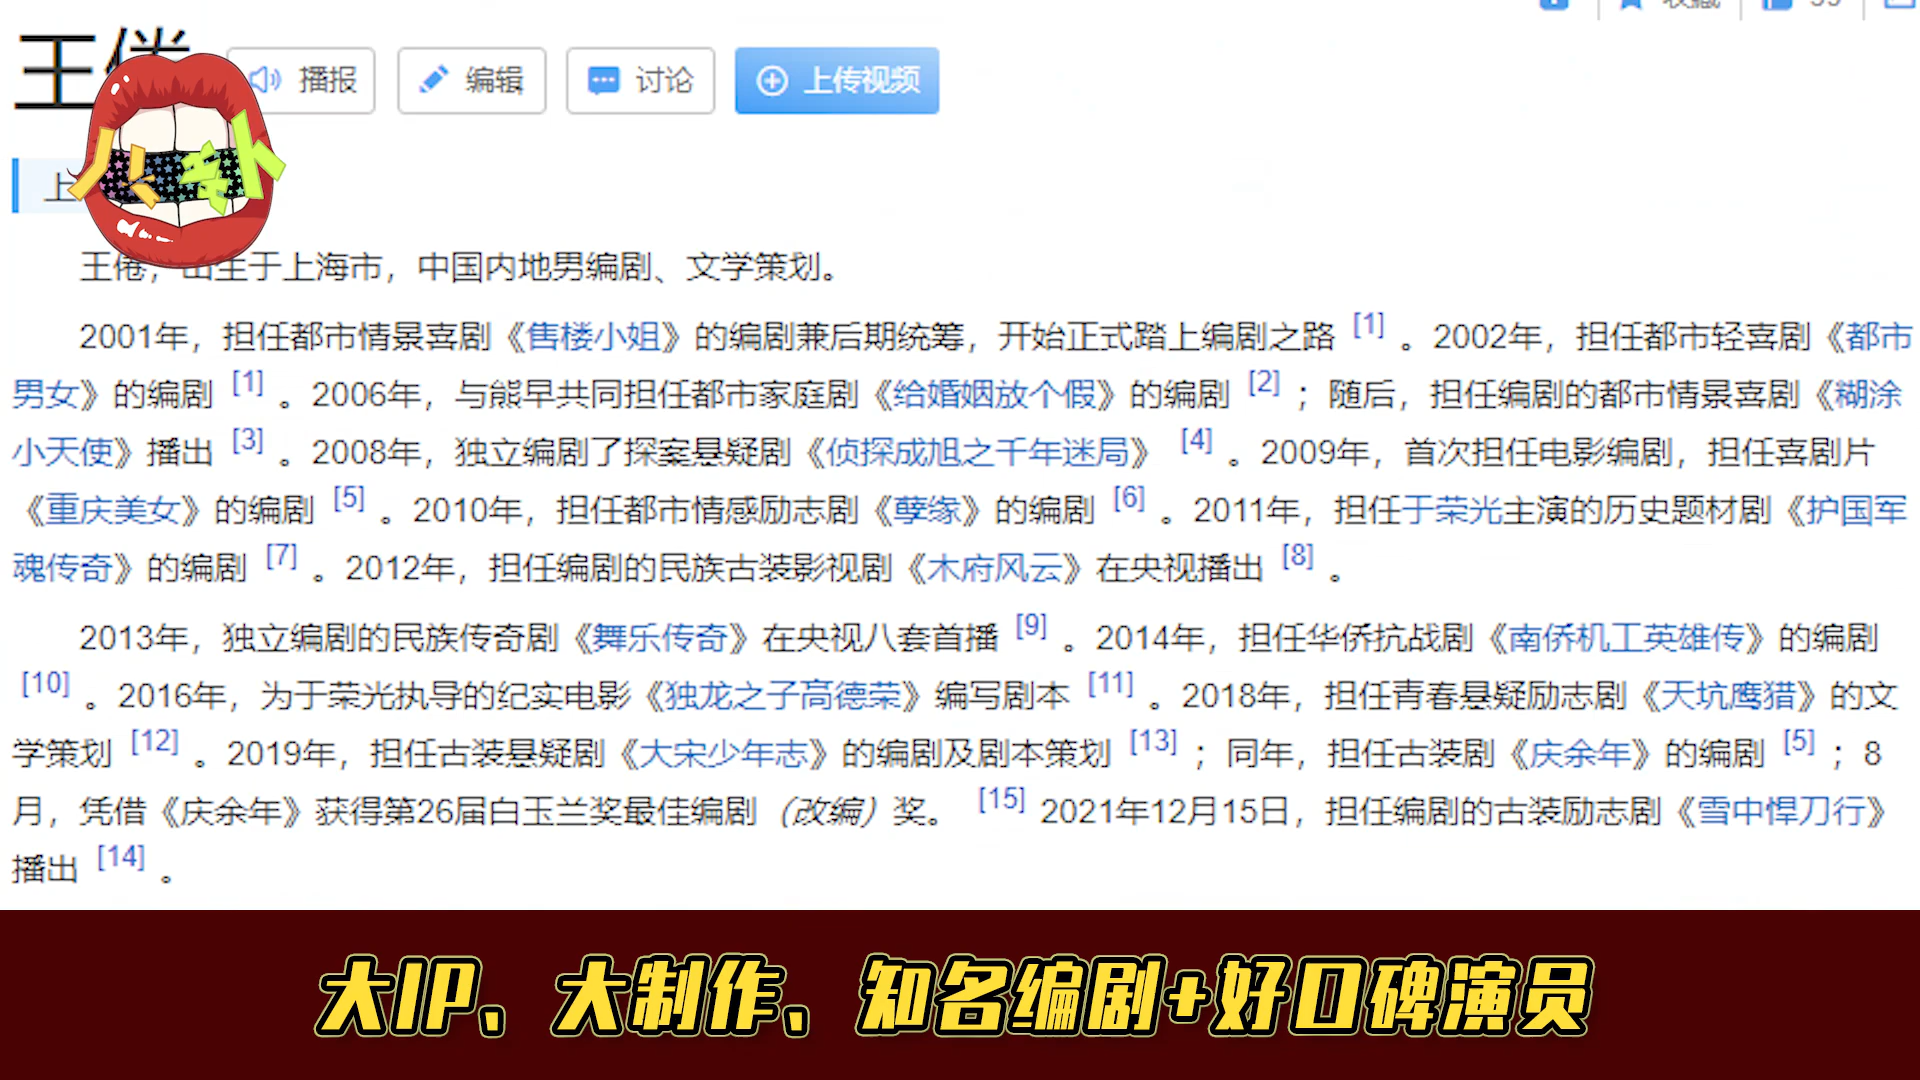 王倦
播报
编辑
讨论
上传视频
收藏
上
八卦
王倦，出生于上海市，中国内地男编剧、文学策划。
2001年，担任都市情景喜剧《售楼小姐》的编剧兼后期统筹，开始正式踏上编剧之路 [1] 。2002年，担任都市轻喜剧《都市
男女》的编剧 [1] 。2006年，与熊早共同担任都市家庭剧《给婚姻放个假》的编剧 [2] ；随后，担任编剧的都市情景喜剧《糊涂
小天使》播出 [3] 。2008年，独立编剧了探案悬疑剧《侦探成旭之千年迷局》 [4] 。2009年，首次担任电影编剧，担任喜剧片
《重庆美女》的编剧 [5] 。2010年，担任都市情感励志剧《孽缘》的编剧 [6] 。2011年，担任于荣光主演的历史题材剧《护国军
魂传奇》的编剧 [7] 。2012年，担任编剧的民族古装影视剧《木府风云》在央视播出 [8] 。
2013年，独立编剧的民族传奇剧《舞乐传奇》在央视八套首播 [9] 。2014年，担任华侨抗战剧《南侨机工英雄传》的编剧
[10] 。2016年，为于荣光执导的纪实电影《独龙之子高德荣》编写剧本 [11] 。2018年，担任青春悬疑励志剧《天坑鹰猎》的文
学策划 [12] 。2019年，担任古装悬疑剧《大宋少年志》的编剧及剧本策划 [13] ；同年，担任古装剧《庆余年》的编剧 [5] ；8
月，凭借《庆余年》获得第26届白玉兰奖最佳编剧（改编）奖。 [15] 2021年12月15日，担任编剧的古装励志剧《雪中悍刀行》
播出 [14] 。
大IP、大制作、知名编剧+好口碑演员